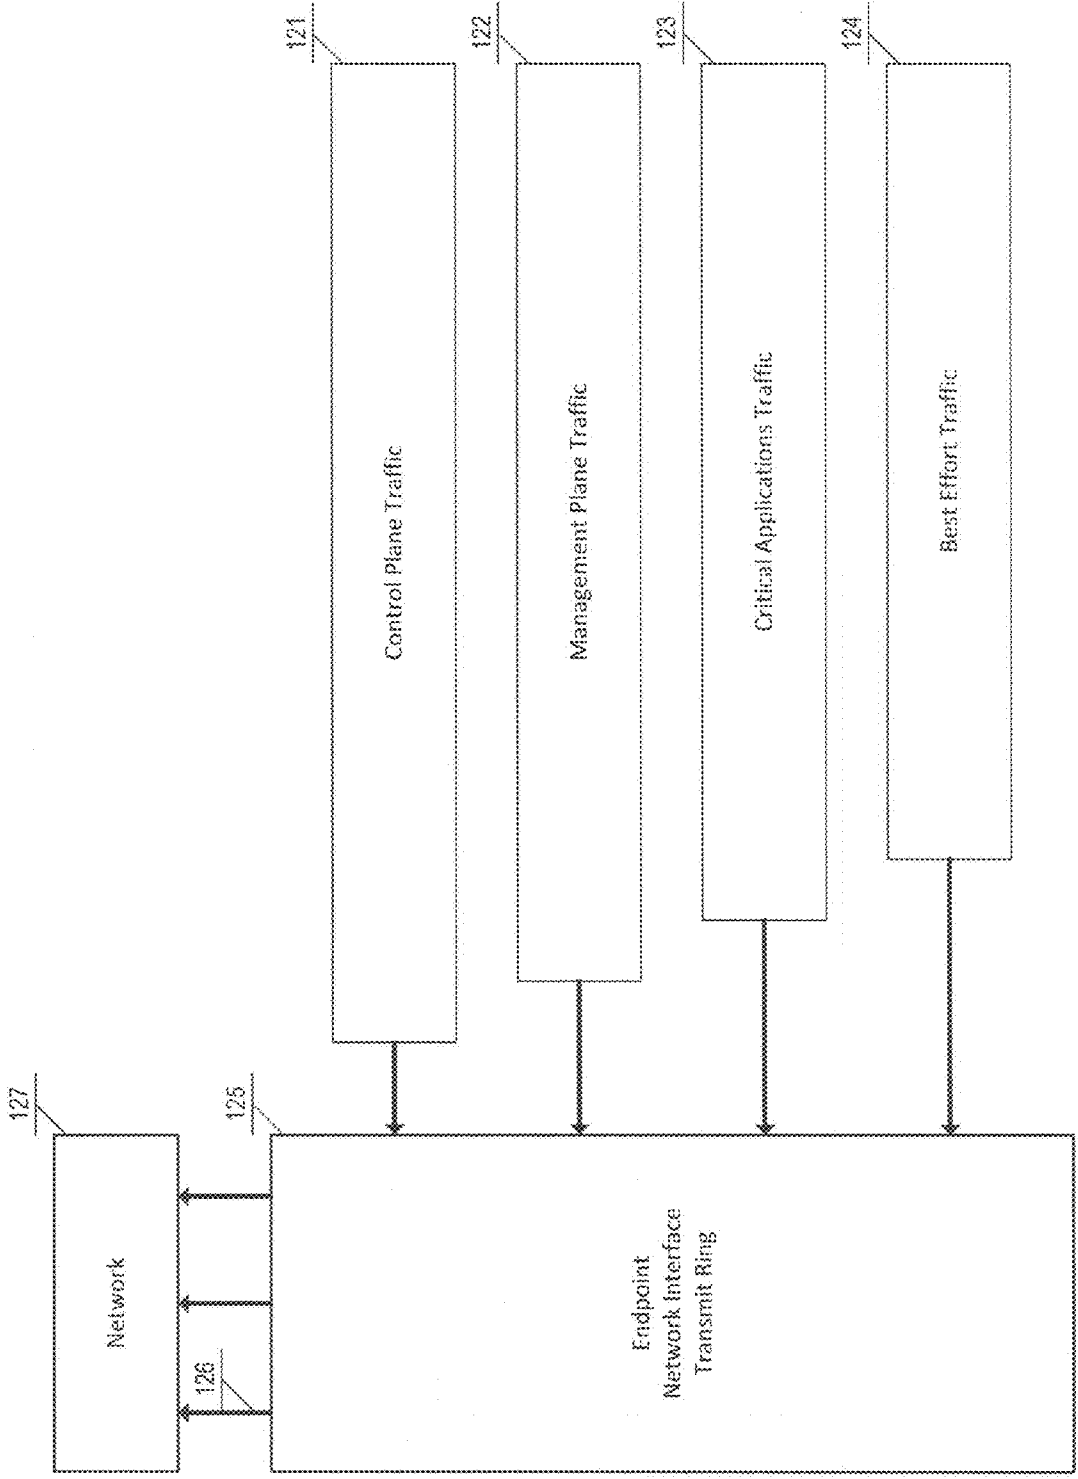 127
Network
126
125
121
Control Plane Traffic
122
Management Plane Traffic
Endpoint
Network Interface
Transmit Ring
123
Critical Applications Traffic
124
Best Effort Traffic